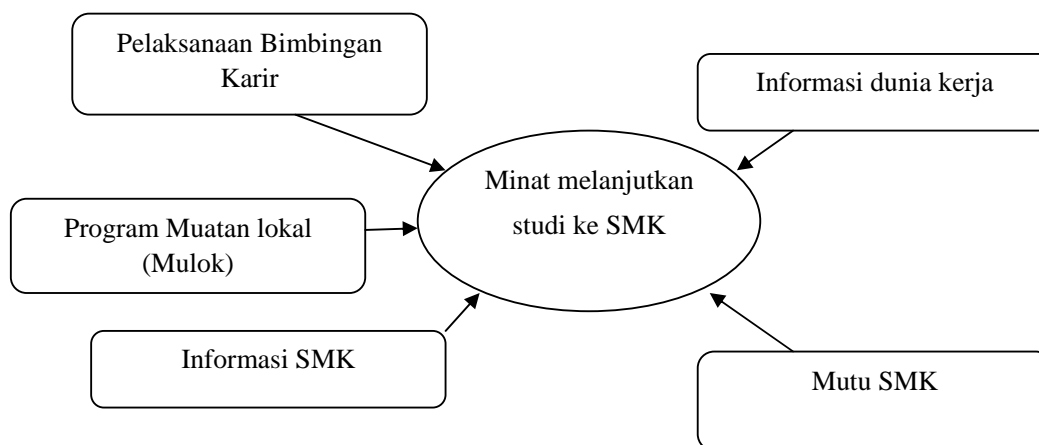 Pelaksanaan Bimbingan
Karir
Informasi dunia kerja
Minat melanjutkan
studi ke SMK
Program Muatan lokal
(Mulok)
Informasi SMK
Mutu SMK